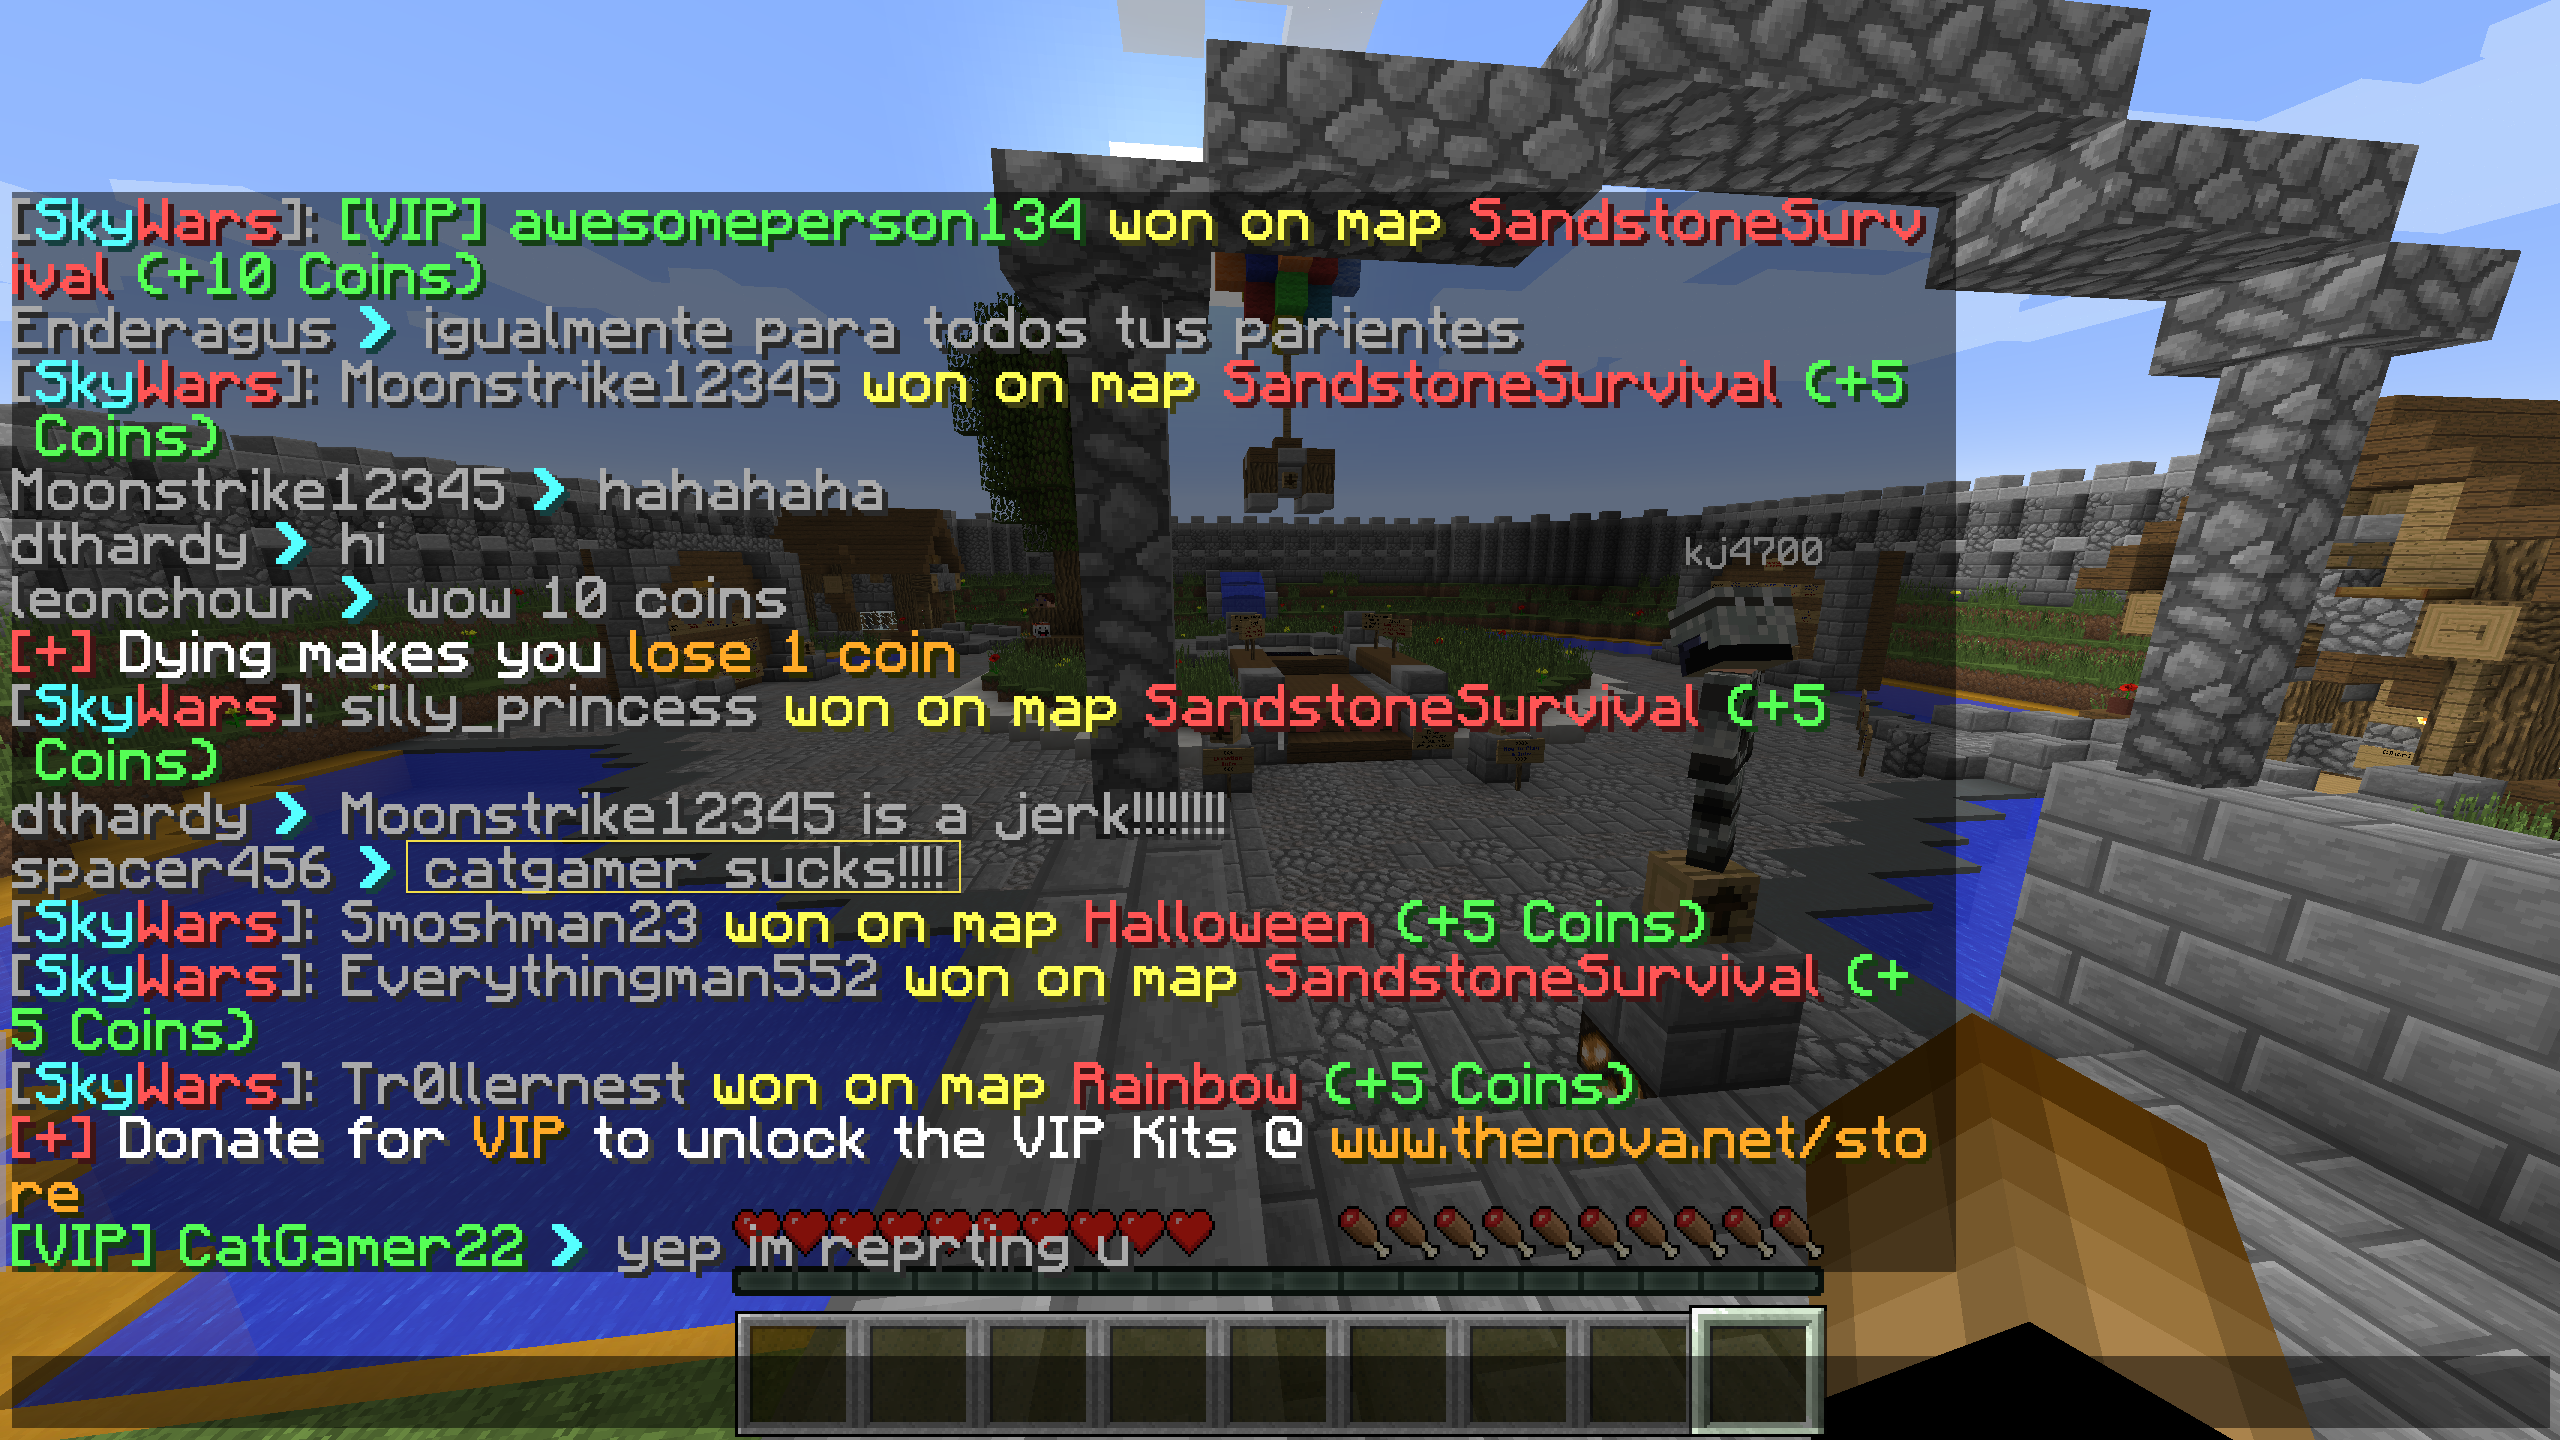 [SkyWars]: [VIP] awesomeperson134 won on map SandstoneSurv
ival (+10 Coins)
Enderagus > igualmente para todos tus parientes
[SkyWars]: Moonstrike12345 won on map SandstoneSurvival (+5
Coins)
Moonstrike12345 > hahahaha
dthardy > hi
kj4700
leonchour > wow 10 coins
[+] Dying makes you lose 1 coin
[SkyWars]: silly_princess won on map SandstoneSurvival (+5
Coins)
dthardy > Moonstrike12345 is a jerk!!!!!!!!!
spacer456 > catgamer sucks!!!!
[SkyWars]: Smoshman23 won on map Halloween (+5 Coins)
[SkyWars]: Everythingman552 won on map SandstoneSurvival (+
5 Coins)
[SkyWars]: Tr0llernest won on map Rainbow (+5 Coins)
[+] Donate for VIP to unlock the VIP Kits @ www.thenova.net/sto
re
[VIP] CatGamer22 > yep im reprting u